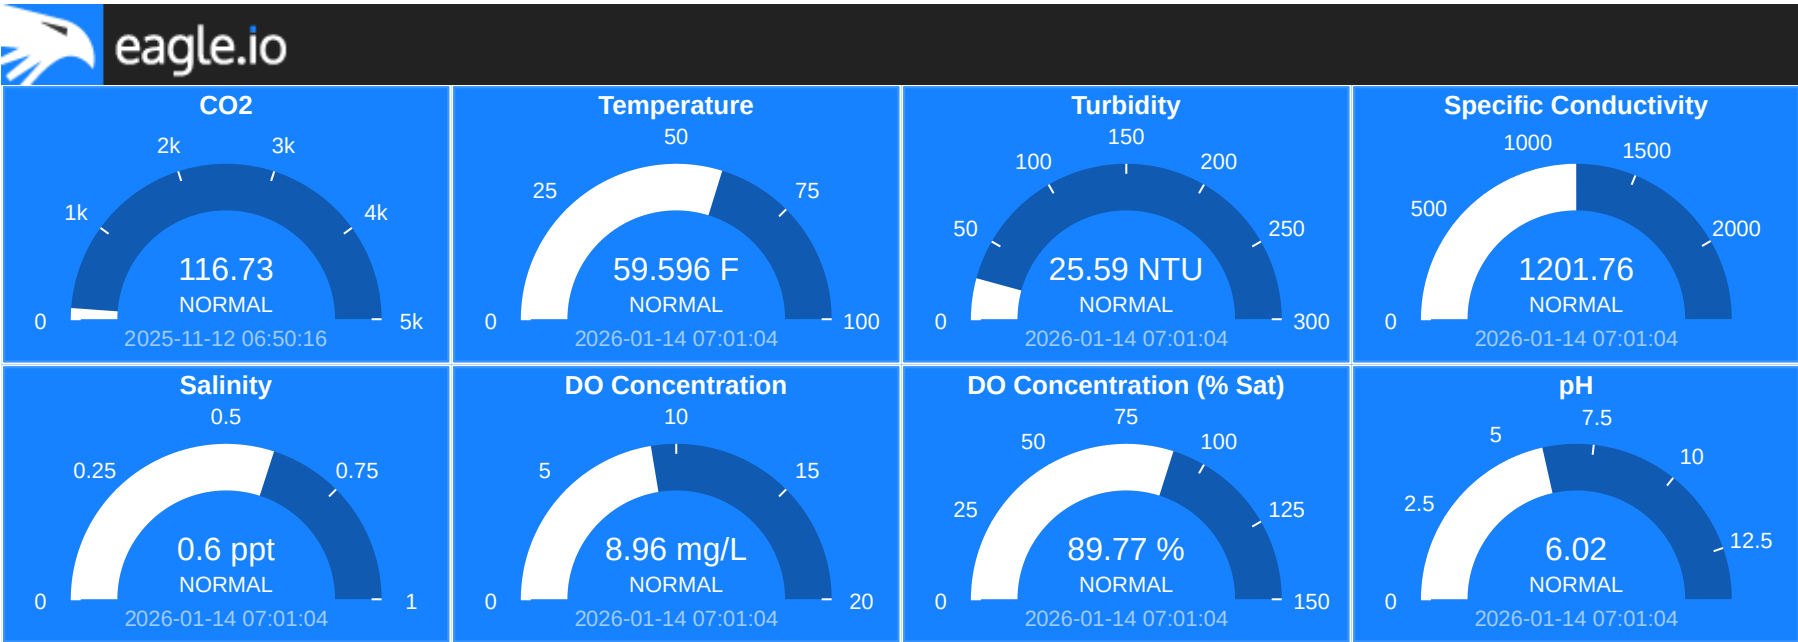 eagle.io
CO2
2k
3k
1k
4k
116.73
NORMAL
0
5k
2025-11-12 06:50:16
Temperature
50
25
75
59.596 F
NORMAL
0
100
2026-01-14 07:01:04
Turbidity
150
100
200
50
250
25.59 NTU
NORMAL
0
300
2026-01-14 07:01:04
Specific Conductivity
1000
1500
500
2000
1201.76
NORMAL
0
2026-01-14 07:01:04
Salinity
0.5
0.25
0.75
0.6 ppt
NORMAL
0
1
2026-01-14 07:01:04
DO Concentration
10
5
15
8.96 mg/L
NORMAL
0
20
2026-01-14 07:01:04
DO Concentration (% Sat)
75
50
100
25
125
89.77 %
NORMAL
0
150
2026-01-14 07:01:04
pH
7.5
5
10
2.5
12.5
6.02
NORMAL
0
2026-01-14 07:01:04